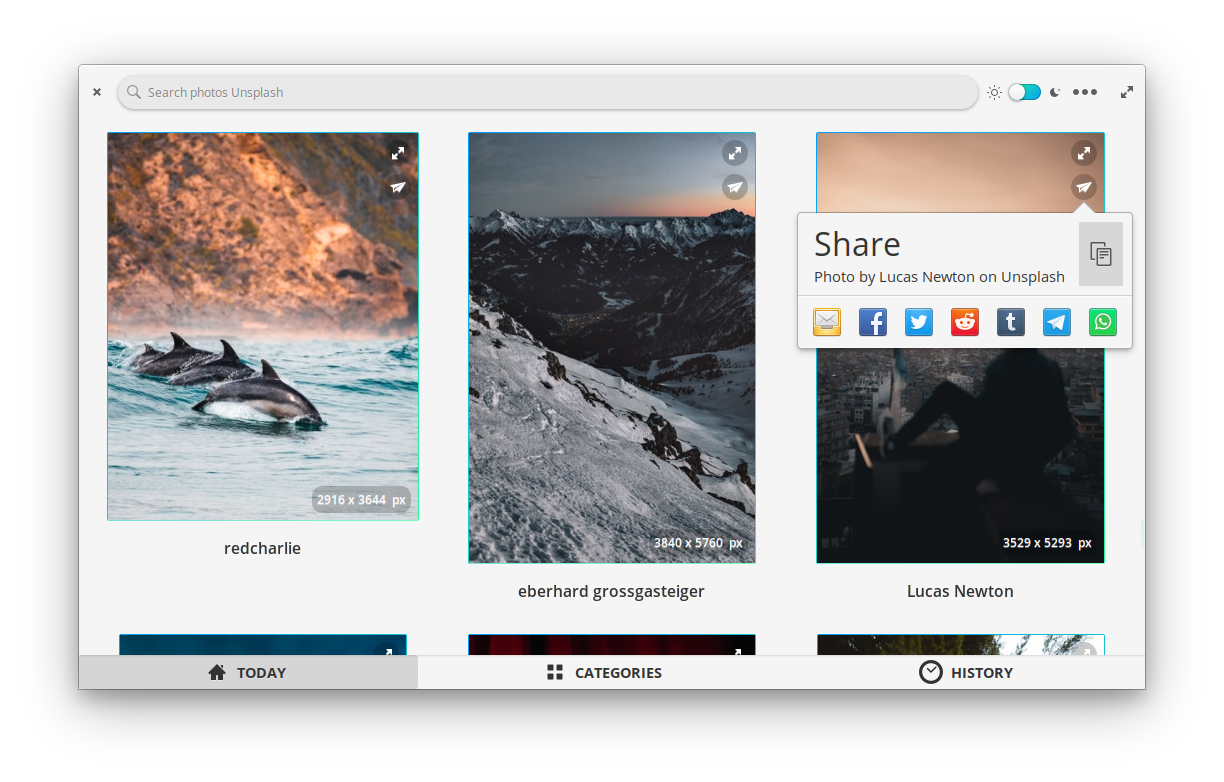 Search photos Unsplash
Share
Photo by Lucas Newton on Unsplash
2916 x 3644 px
3840 x 5760 px
3529 x 5293 px
redcharlie
eberhard grossgasteiger
Lucas Newton
TODAY
CATEGORIES
HISTORY